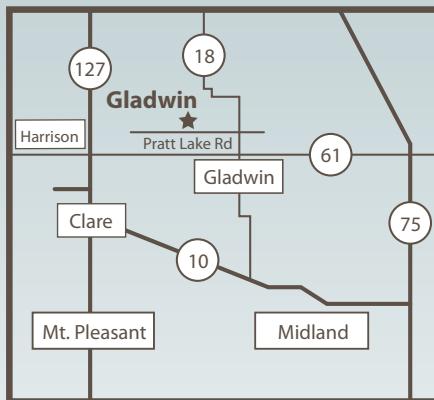 18
127
Gladwin
Harrison
Pratt Lake Rd
61
Gladwin
Clare
75
10
Mt. Pleasant
Midland